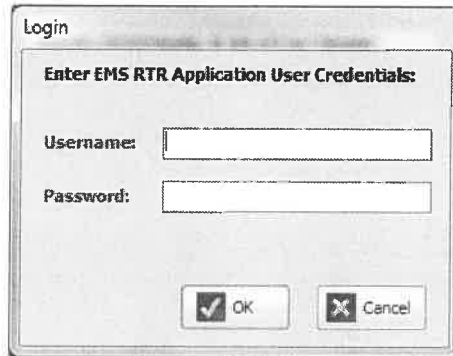 Login
Enter EMS RTR Application User Credentials:
Username:
Password:
OK
Cancel